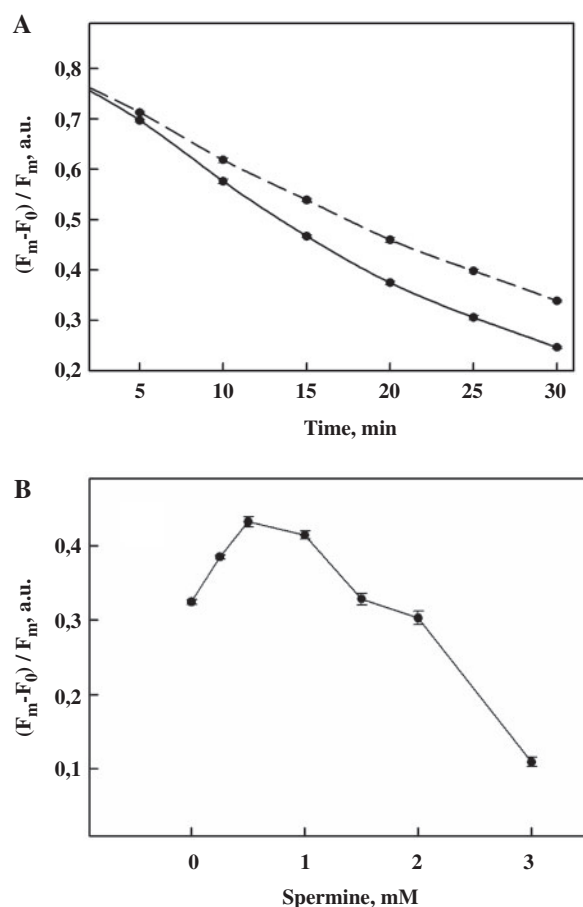 A
(Fm-F0) / Fm, a.u.
0,8
0,7
0,6
0,5
0,4
0,3
0,2
5 10 15 20 25 30
Time, min
B
(Fm-F0) / Fm, a.u.
0,4
0,3
0,2
0,1
0 1 2 3
Spermine, mM